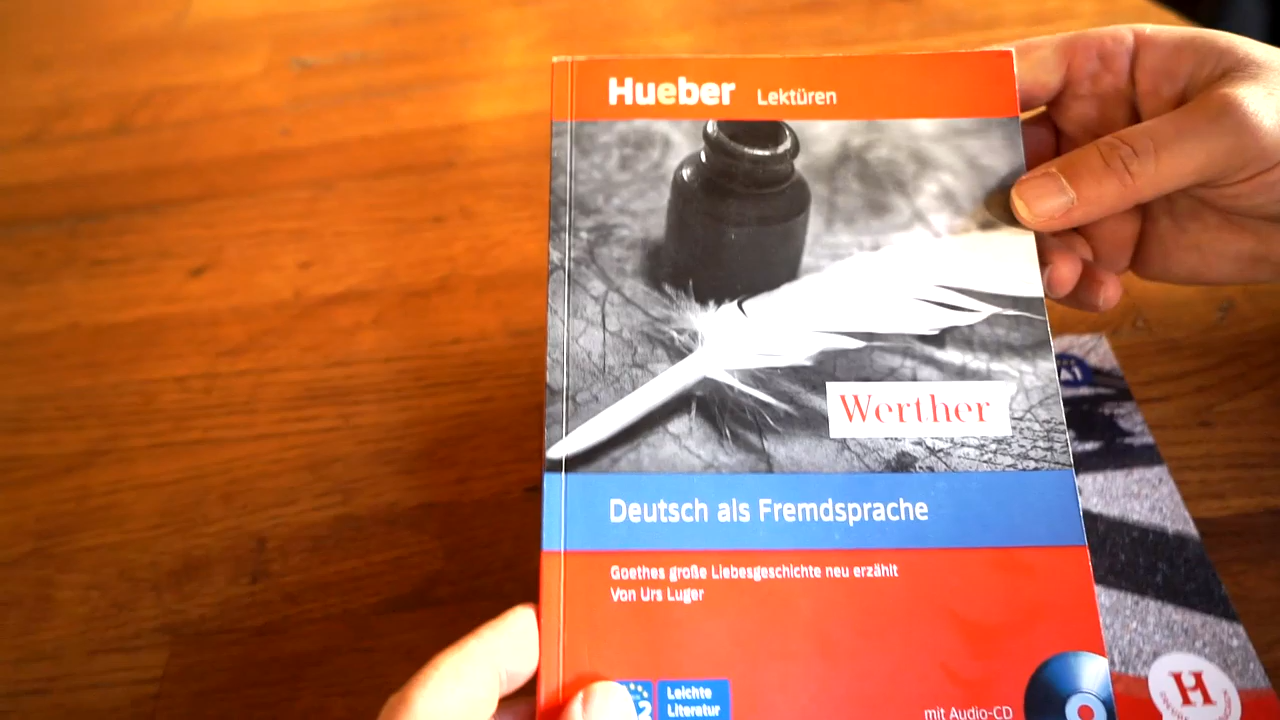 Hueber Lektüren
Werther
Deutsch als Fremdsprache
Goethes große Liebesgeschichte neu erzählt
Von Urs Luger
2
Leichte
Literatur
mit Audio-CD
H